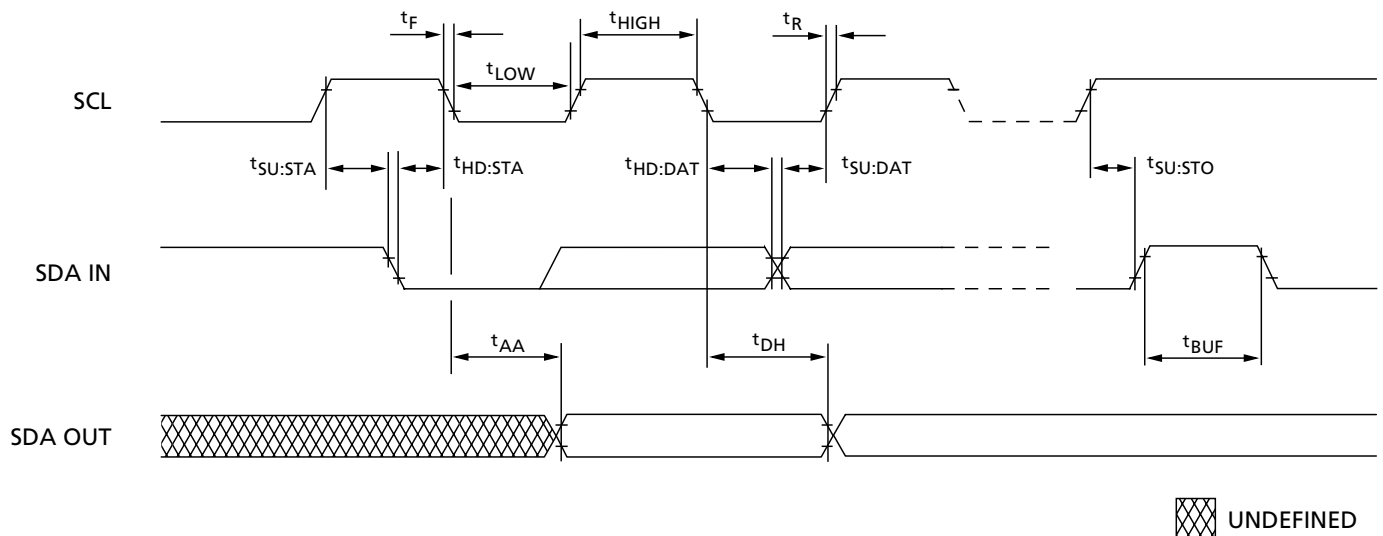 tF
tHIGH
tR
tLOW
SCL
tSU:STA
tHD:STA
tHD:DAT
tSU:DAT
tSU:STO
SDA IN
tAA
tDH
tBUF
SDA OUT
UNDEFINED